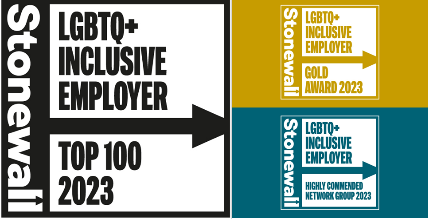 Stonewall
LGBTQ+
INCLUSIVE
EMPLOYER
TOP 100
2023
Stonewall
LGBTQ+
INCLUSIVE
EMPLOYER
GOLD
AWARD 2023
Stonewall
LGBTQ+
INCLUSIVE
EMPLOYER
HIGHLY COMMENDED
NETWORK GROUP 2023